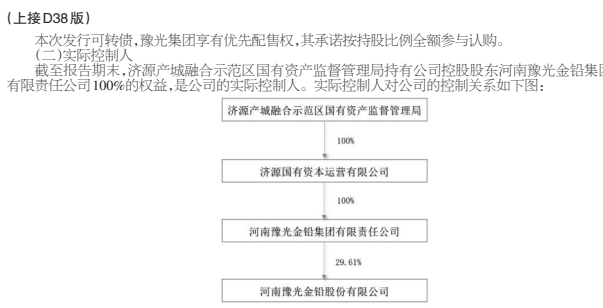 (上接D38版)
本次发行可转债,豫光集团享有优先配售权,其承诺按持股比例全额参与认购。
(二)实际控制人
截至报告期末,济源产城融合示范区国有资产监督管理局持有公司控股股东河南豫光金铅集团
有限责任公司100%的权益,是公司的实际控制人。实际控制人对公司的控制关系如下图:
济源产城融合示范区国有资产监督管理局
100%
济源国有资本运营有限公司
100%
河南豫光金铅集团有限责任公司
29.61%
河南豫光金铅股份有限公司